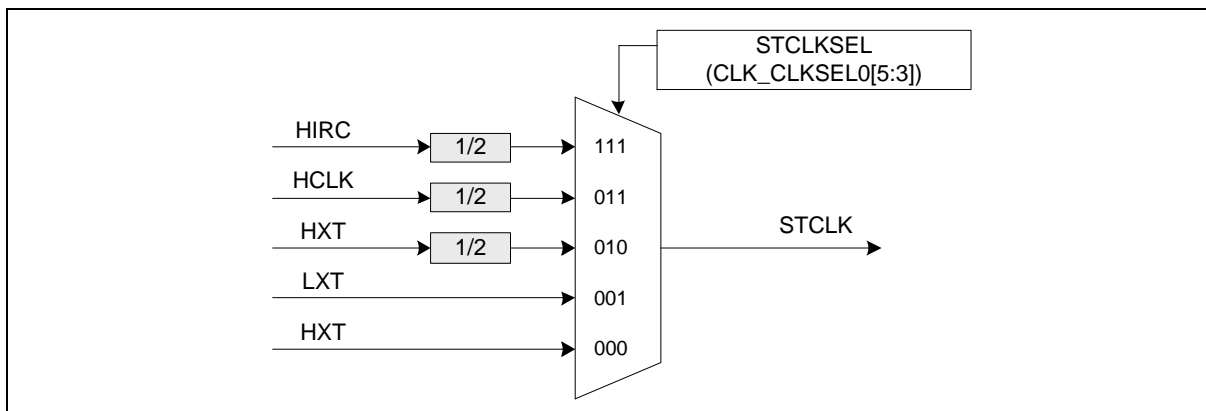 STCLKSEL
(CLK_CLKSEL0[5:3])
HIRC
1/2
111
HCLK
1/2
011
HXT
1/2
010
STCLK
LXT
001
HXT
000